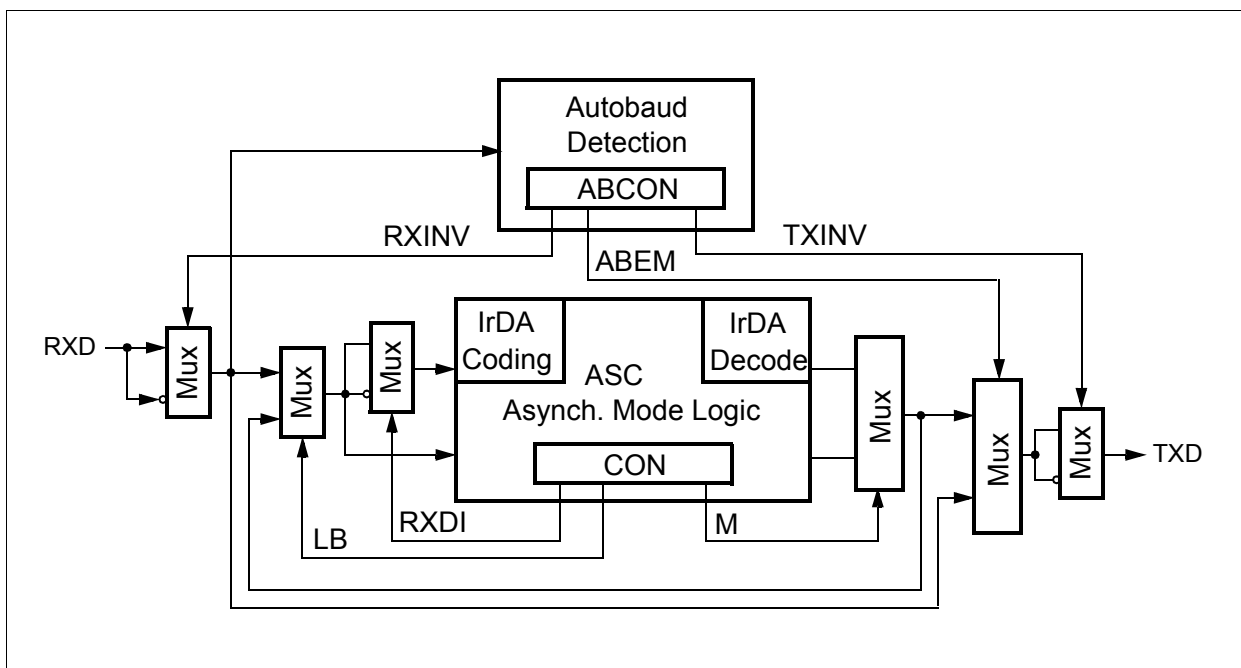 Autobaud
Detection
ABCON
RXINV
TXINV
ABEM
RXD
Mux
Mux
Mux
IrDA
Coding
IrDA
Decode
ASC
Asynch. Mode Logic
CON
Mux
Mux
Mux
TXD
RXDI
M
LB